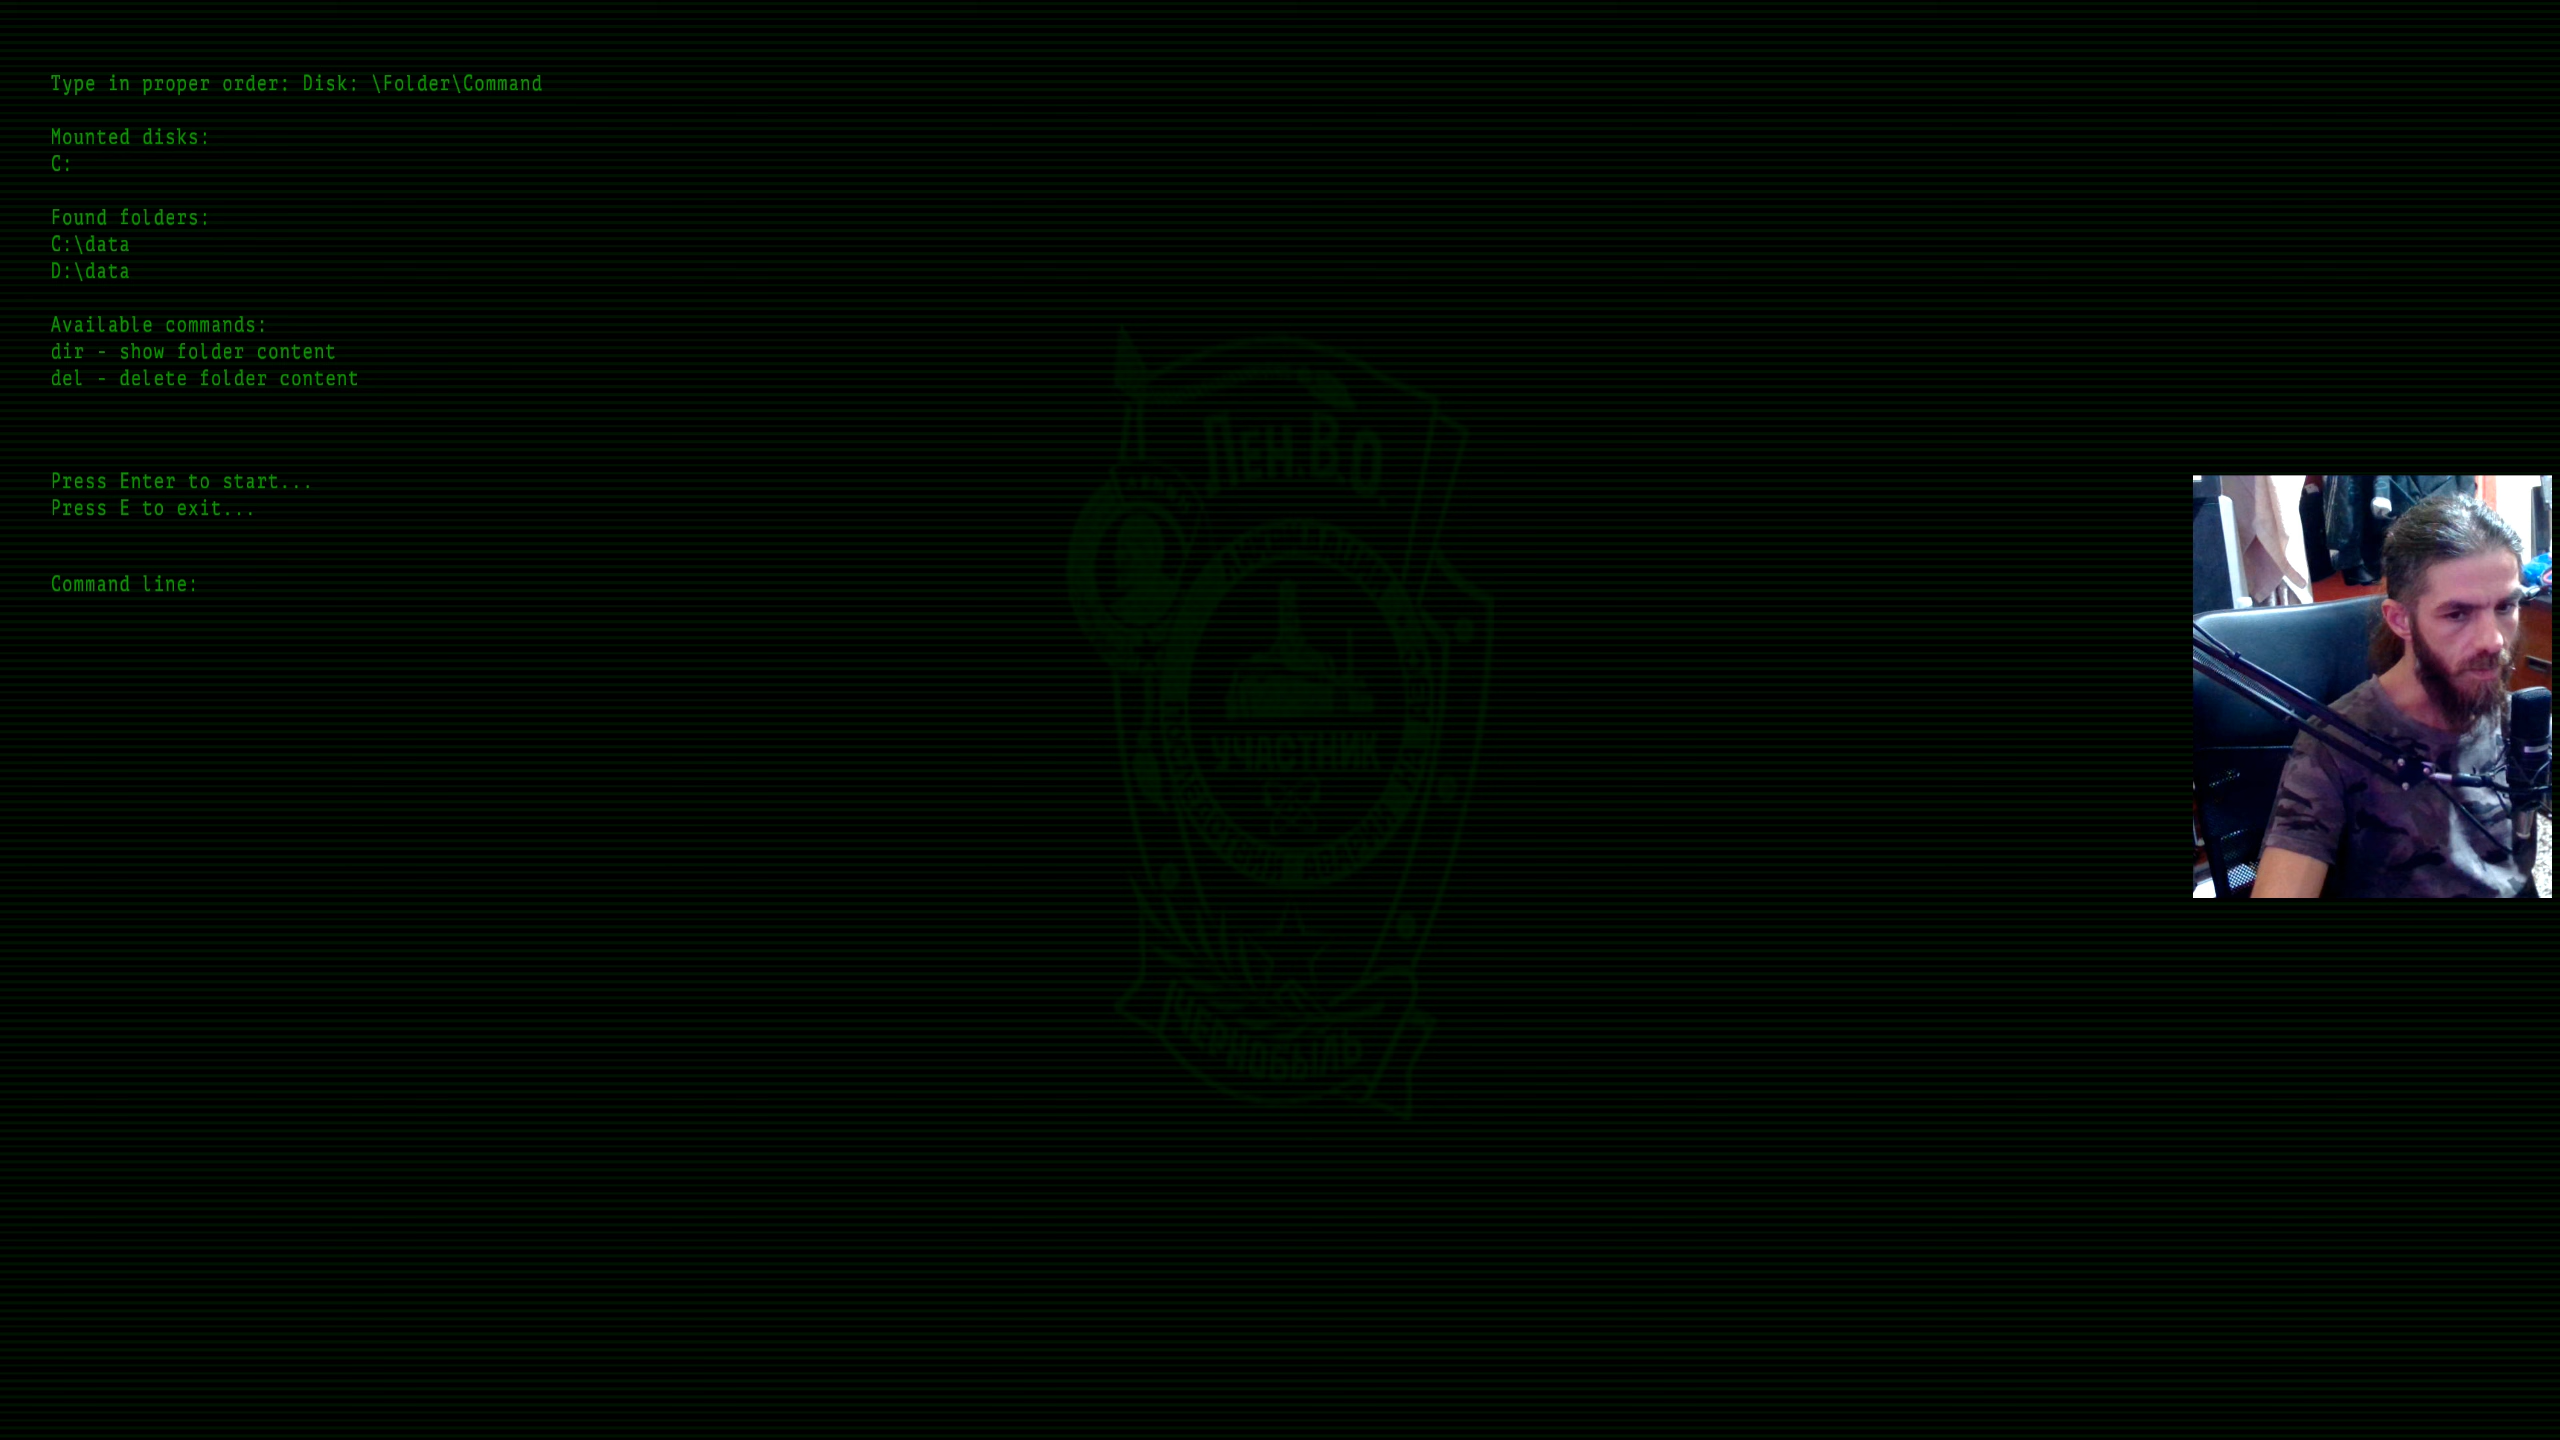 Type in proper order: Disk: \Folder\Command
Mounted disks:
C:
Found folders:
C:\data
D:\data
Available commands:
dir - show folder content
del - delete folder content
Press Enter to start...
Press E to exit...
Command line:
Лен.В.О.
УЧАСТНИК
ЧЕРНОБЫЛЬ